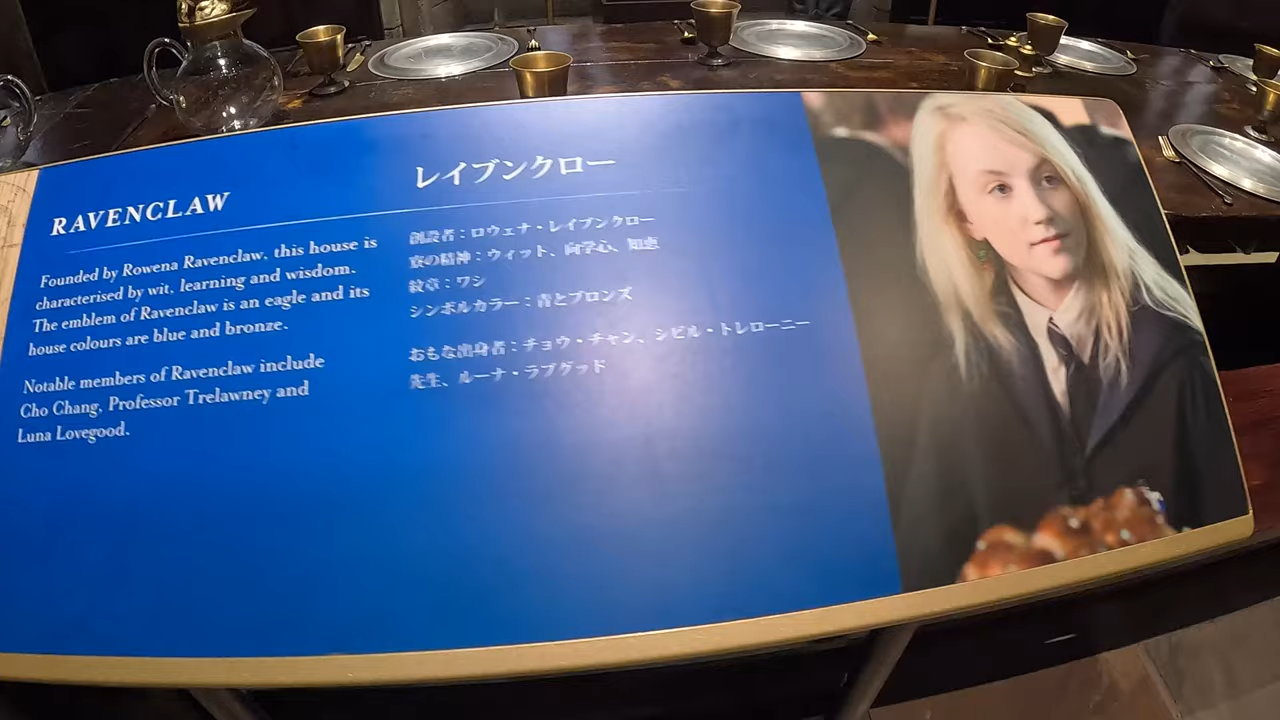 RAVENCLAW
Founded by Rowena Ravenclaw, this house is
characterised by wit, learning and wisdom.
The emblem of Ravenclaw is an eagle and its
house colours are blue and bronze.
Notable members of Ravenclaw include
Cho Chang, Professor Trelawney and
Luna Lovegood.
レイブンクロー
創設者：ロウェナ・レイブンクロー
寮の精神：ウィット、向学心、知恵
紋章：ワシ
シンボルカラー：青とブロンズ
おもな出身者：チョウ・チャン、シビル・トレローニー
先生、ルーナ・ラブグッド